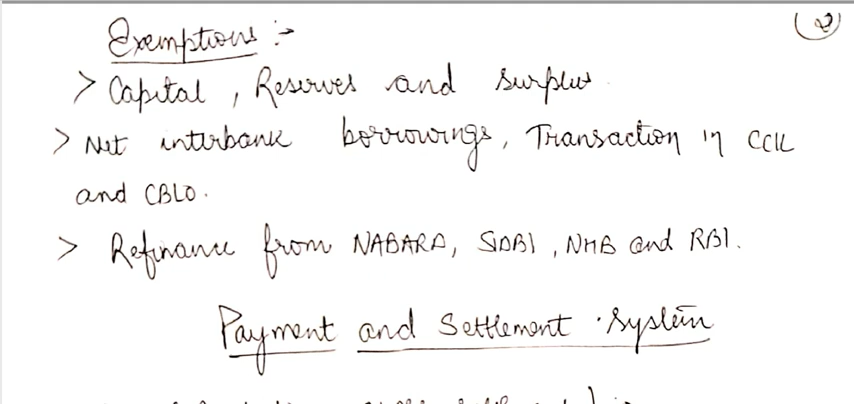 (2)
Exemptions :-
> Capital, Reserves and surplus.
> Net interbank borrowings, Transaction in CCIL
and CBLO.
> Refinance from NABARD, SIDBI, NHB and RBI.
Payment and Settlement System